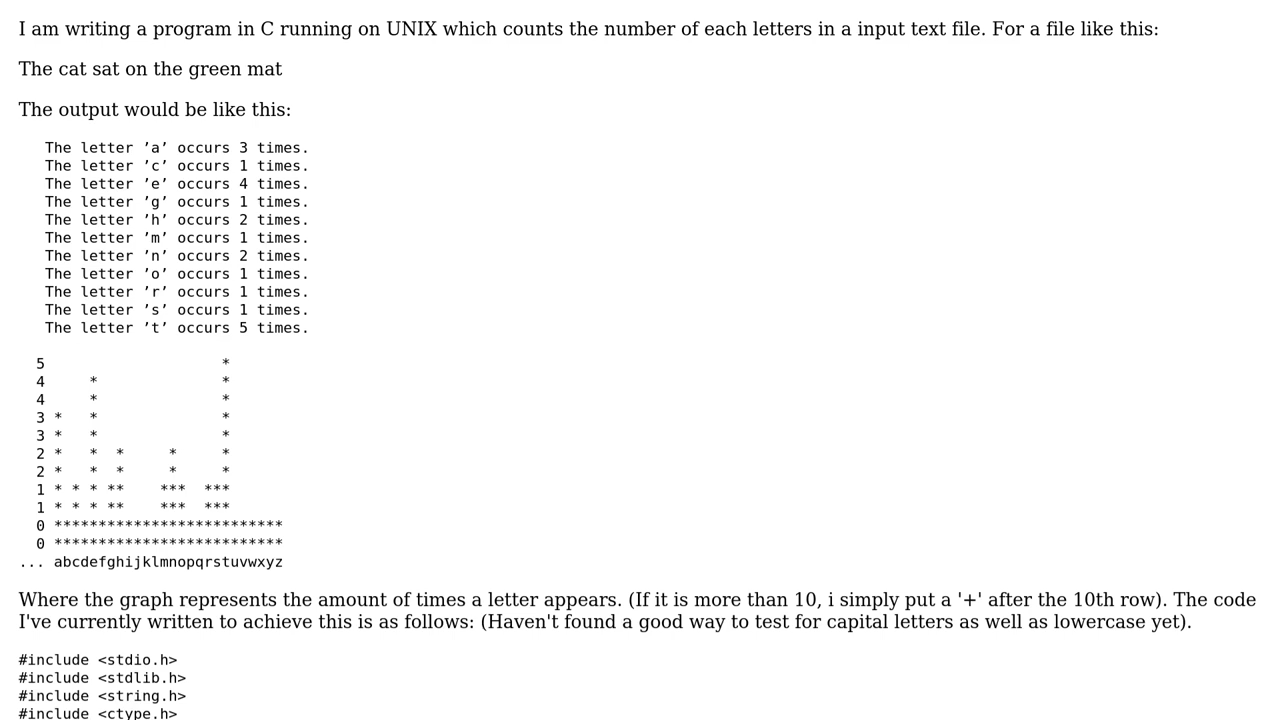 I am writing a program in C running on UNIX which counts the number of each letters in a input text file. For a file like this:
The cat sat on the green mat
The output would be like this:
   The letter ’a’ occurs 3 times.
   The letter ’c’ occurs 1 times.
   The letter ’e’ occurs 4 times.
   The letter ’g’ occurs 1 times.
   The letter ’h’ occurs 2 times.
   The letter ’m’ occurs 1 times.
   The letter ’n’ occurs 2 times.
   The letter ’o’ occurs 1 times.
   The letter ’r’ occurs 1 times.
   The letter ’s’ occurs 1 times.
   The letter ’t’ occurs 5 times.

  5                    *
  4     *              *
  4     *              *
  3 *   *              *
  3 *   *              *
  2 *   *  *     *     *
  2 *   *  *     *     *
  1 * * * **    ***  ***
  1 * * * **    ***  ***
  0 **************************
  0 **************************
... abcdefghijklmnopqrstuvwxyz
Where the graph represents the amount of times a letter appears. (If it is more than 10, i simply put a '+' after the 10th row). The code
I've currently written to achieve this is as follows: (Haven't found a good way to test for capital letters as well as lowercase yet).
#include <stdio.h>
#include <stdlib.h>
#include <string.h>
#include <ctype.h>